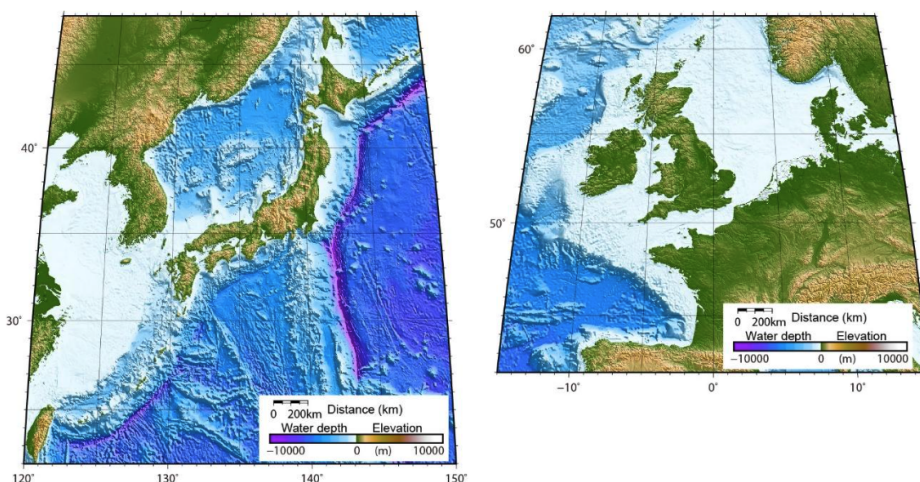 40˚
30˚
0 200km Distance (km)
Water depth Elevation
−10000 0 (m) 10000
120˚ 130˚ 140˚ 150˚
60˚
50˚
0 200km Distance (km)
Water depth Elevation
−10000 0 (m) 10000
−10˚ 0˚ 10˚